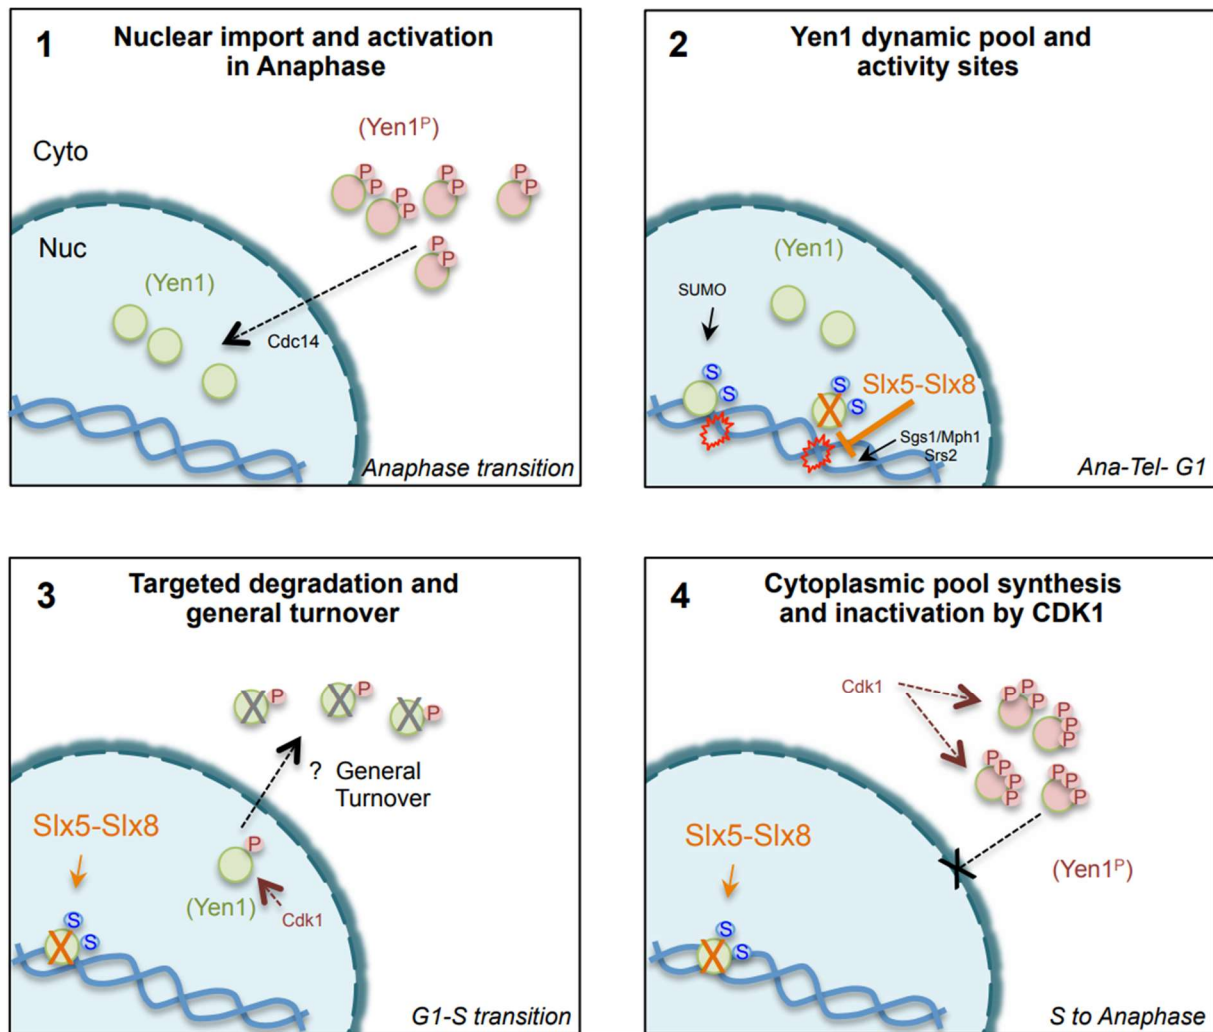 1
Nuclear import and activation
in Anaphase
(Yen1ᴾ)
Cyto
P
P
P
P
P
P
P
P
P
P
Nuc
(Yen1)
Cdc14
Anaphase transition
2
Yen1 dynamic pool and
activity sites
(Yen1)
SUMO
S
S
S
S
X
Slx5-Slx8
Sgs1/Mph1
Srs2
Ana-Tel- G1
3
Targeted degradation and
general turnover
X P
X P
X P
? General
Turnover
Slx5-Slx8
P
(Yen1)
Cdk1
S
S
X
G1-S transition
4
Cytoplasmic pool synthesis
and inactivation by CDK1
Cdk1
P
P
P
P
P
P
P
P
P
P
P
P
P
Slx5-Slx8
(Yen1ᴾ)
S
S
X
S to Anaphase